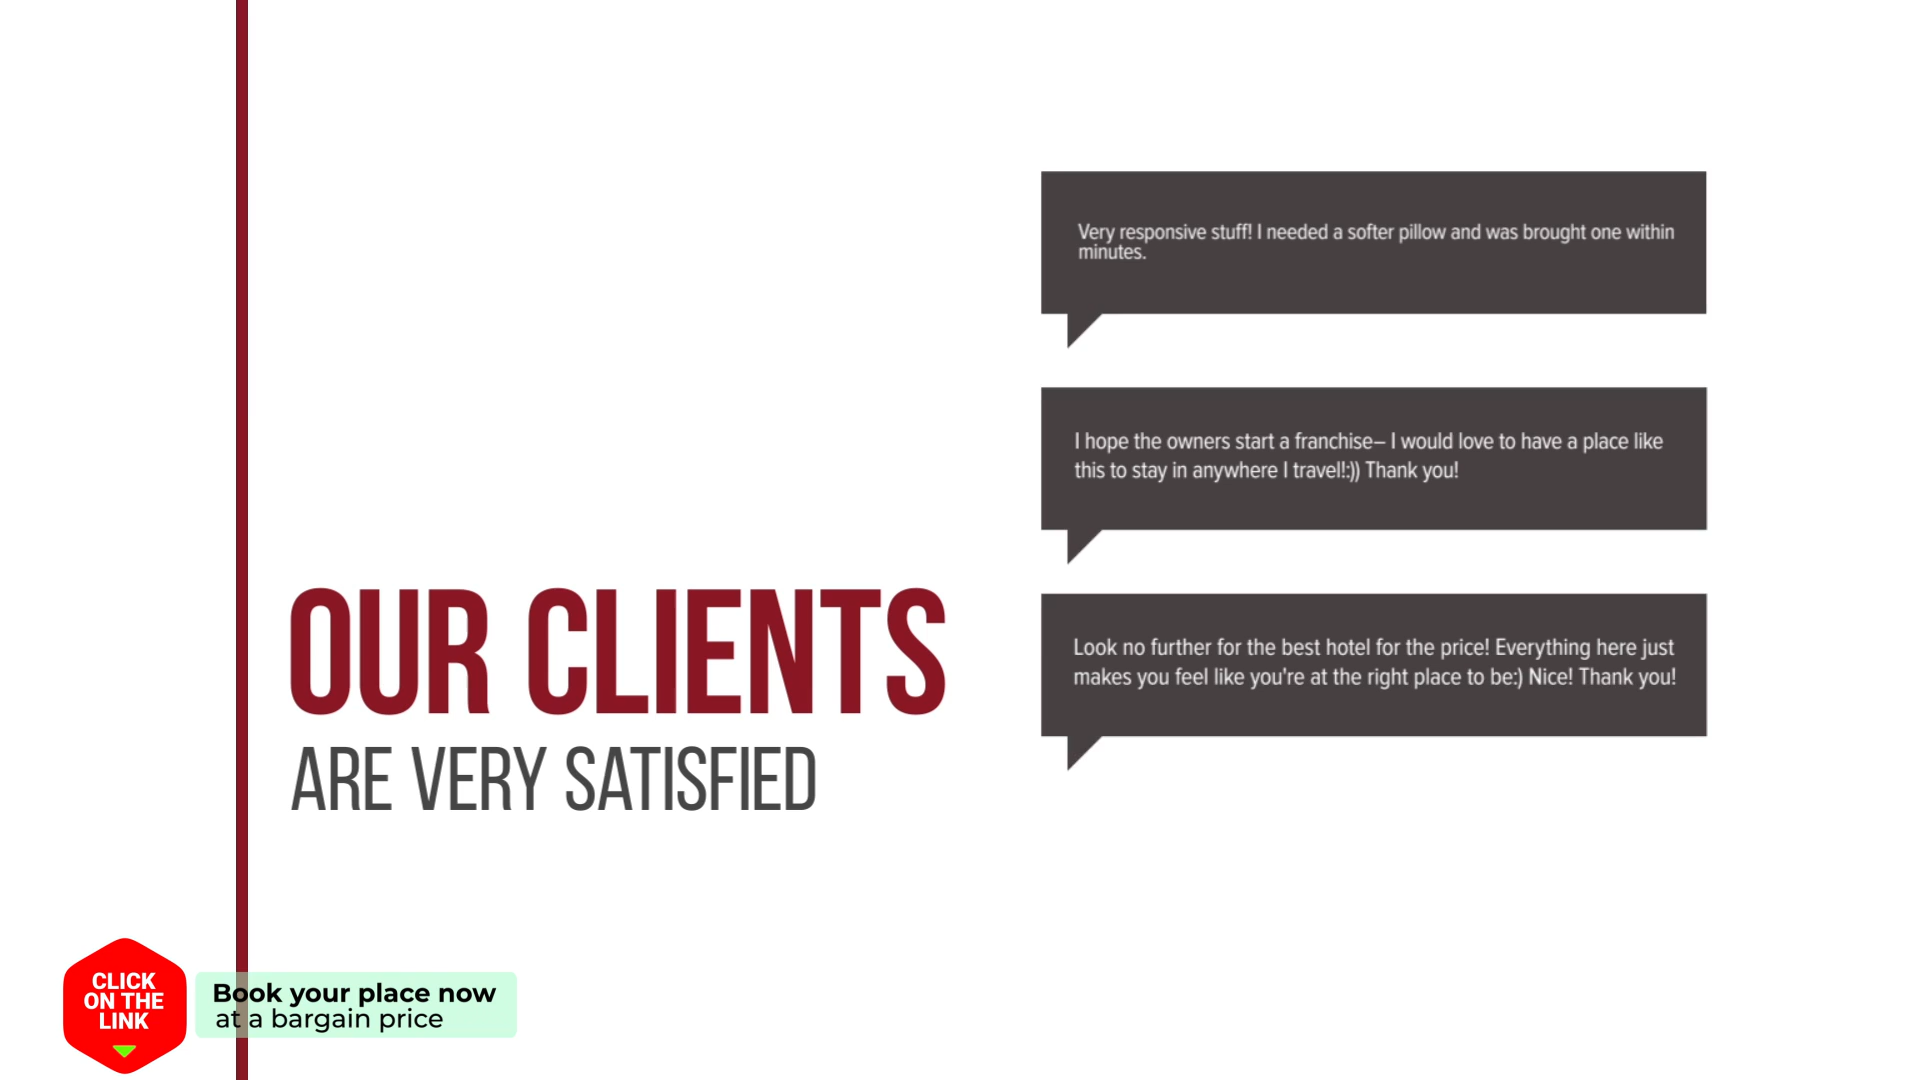 Very responsive stuff! I needed a softer pillow and was brought one within
minutes.
I hope the owners start a franchise– I would love to have a place like
this to stay in anywhere I travel!:)) Thank you!
OUR CLIENTS
ARE VERY SATISFIED
Look no further for the best hotel for the price! Everything here just
makes you feel like you're at the right place to be:) Nice! Thank you!
CLICK
ON THE
LINK
Book your place now
at a bargain price